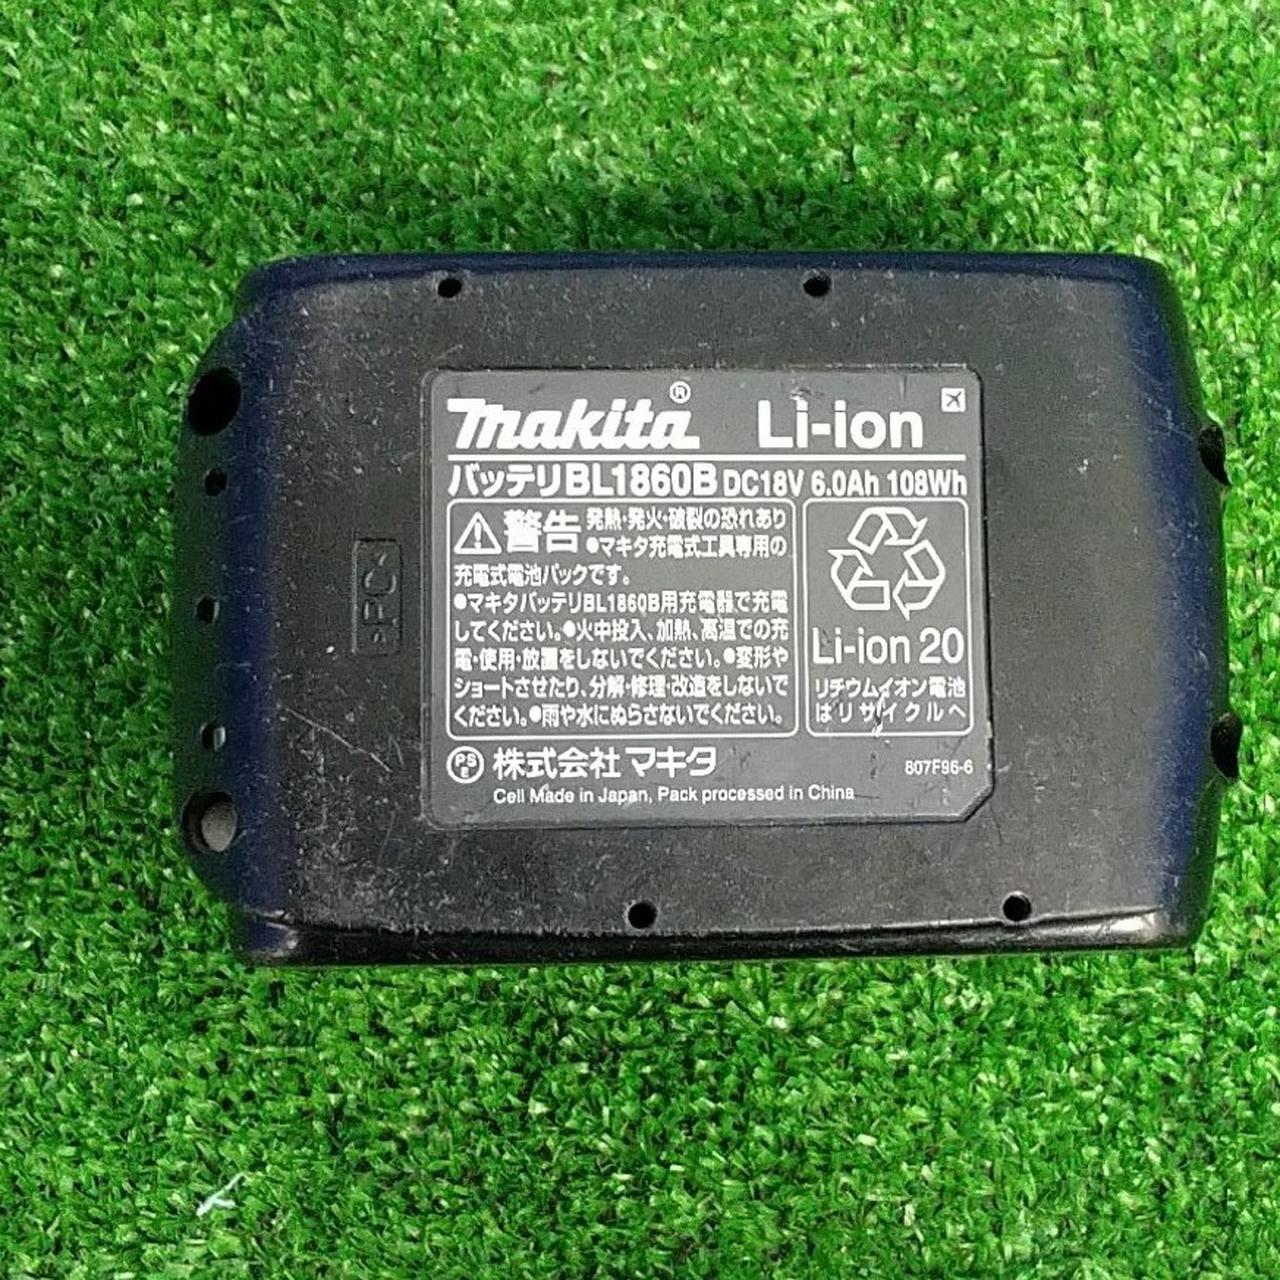 makita® Li-ion
バッテリBL1860B DC18V 6.0Ah 108Wh
警告 発熱・発火・破裂の恐れあり
●マキタ充電式工具専用の
充電式電池パックです。
●マキタバッテリBL1860B用充電器で充電
してください。●火中投入、加熱、高温での充
電・使用・放置をしないでください。●変形や
ショートさせたり、分解・修理・改造をしないで
ください。●雨や水にぬらさないでください。
Li-ion 20
リチウムイオン電池
はリサイクルへ
PS
E
株式会社マキタ
807F96-6
Cell Made in Japan, Pack processed in China
>PC<